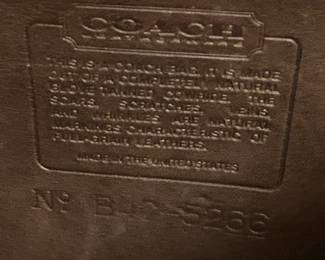 COACH
THIS IS A COACH BAG. IT IS MADE
OUT OF A COMPLETELY NATURAL
GLOVE TANNED COWHIDE. THE
SCARS, SCRATCHES, VEINS,
AND WRINKLES ARE NATURAL
MARKINGS CHARACTERISTIC OF
FULL-GRAIN LEATHERS.
MADE IN THE UNITED STATES
Nº